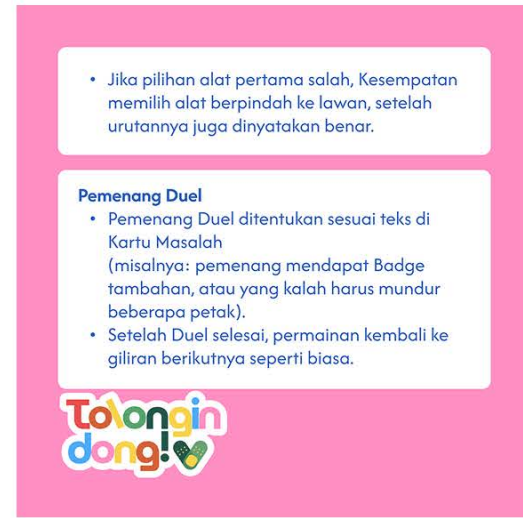 • Jika pilihan alat pertama salah, Kesempatan
memilih alat berpindah ke lawan, setelah
urutannya juga dinyatakan benar.
Pemenang Duel
• Pemenang Duel ditentukan sesuai teks di
Kartu Masalah
(misalnya: pemenang mendapat Badge
tambahan, atau yang kalah harus mundur
beberapa petak).
• Setelah Duel selesai, permainan kembali ke
giliran berikutnya seperti biasa.
Tolongin
dong!